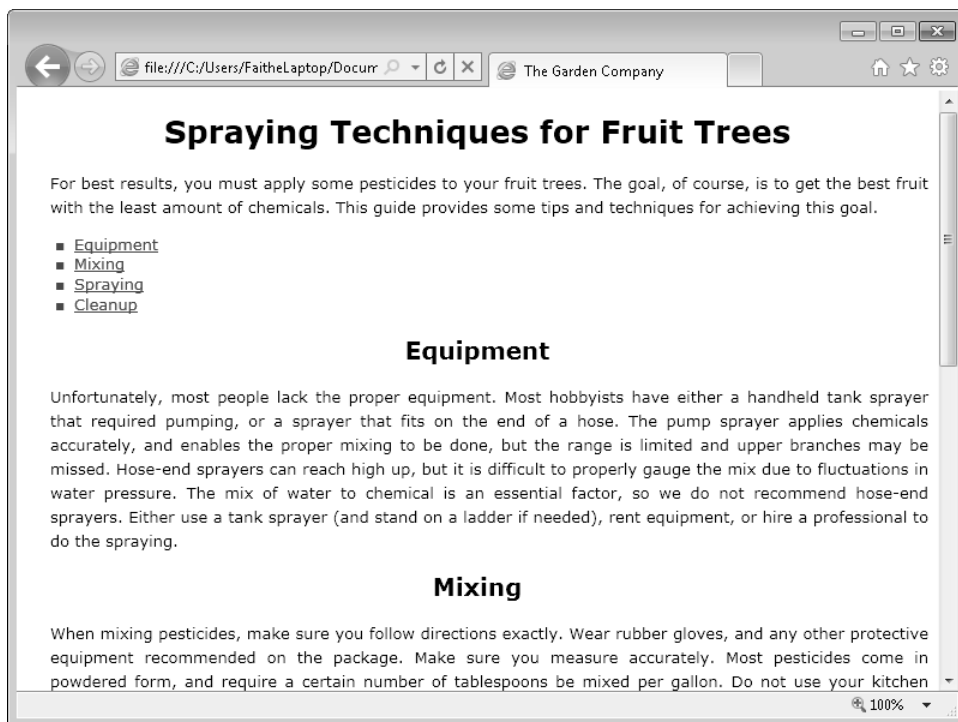 file:///C:/Users/FaitheLaptop/Docum
The Garden Company
Spraying Techniques for Fruit Trees
For best results, you must apply some pesticides to your fruit trees. The goal, of course, is to get the best fruit
with the least amount of chemicals. This guide provides some tips and techniques for achieving this goal.
Equipment
Mixing
Spraying
Cleanup
Equipment
Unfortunately, most people lack the proper equipment. Most hobbyists have either a handheld tank sprayer
that required pumping, or a sprayer that fits on the end of a hose. The pump sprayer applies chemicals
accurately, and enables the proper mixing to be done, but the range is limited and upper branches may be
missed. Hose-end sprayers can reach high up, but it is difficult to properly gauge the mix due to fluctuations in
water pressure. The mix of water to chemical is an essential factor, so we do not recommend hose-end
sprayers. Either use a tank sprayer (and stand on a ladder if needed), rent equipment, or hire a professional to
do the spraying.
Mixing
When mixing pesticides, make sure you follow directions exactly. Wear rubber gloves, and any other protective
equipment recommended on the package. Make sure you measure accurately. Most pesticides come in
powdered form, and require a certain number of tablespoons be mixed per gallon. Do not use your kitchen
100%